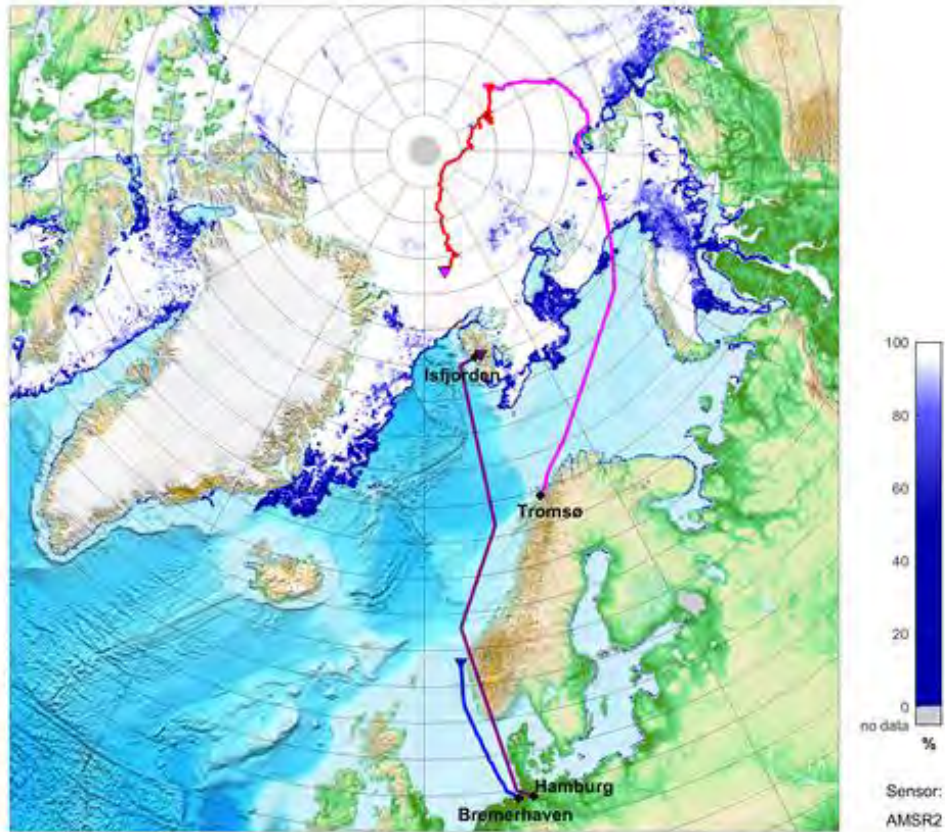 Isfjorden
Tromsø
Hamburg
Bremerhaven
100
80
60
40
20
0
no data
%
Sensor:
AMSR2